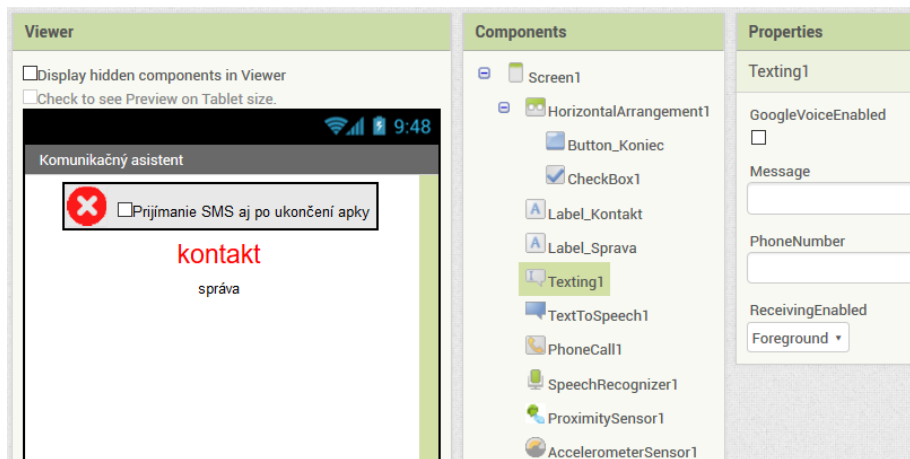 Viewer
Display hidden components in Viewer
Check to see Preview on Tablet size.
9:48
Komunikačný asistent
Prijímanie SMS aj po ukončení apky
kontakt
správa
Components
Screen1
HorizontalArrangement1
Button_Koniec
CheckBox1
Label_Kontakt
Label_Sprava
Texting1
TextToSpeech1
PhoneCall1
SpeechRecognizer1
ProximitySensor1
AccelerometerSensor1
Properties
Texting1
GoogleVoiceEnabled
Message
PhoneNumber
ReceivingEnabled
Foreground